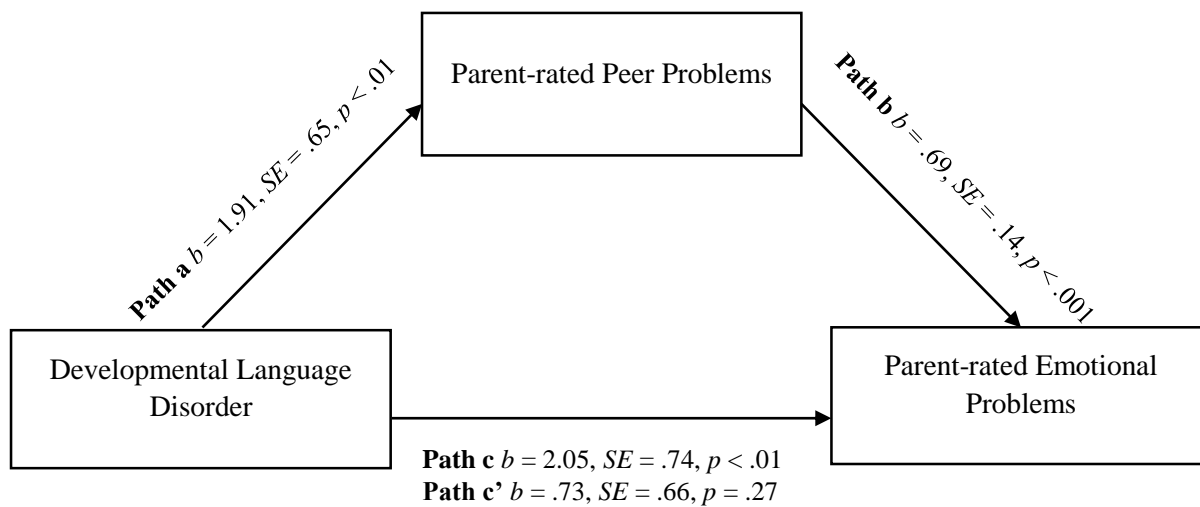 Parent-rated Peer Problems
Path a b = 1.91, SE = .65, p < .01
Path b b = .69, SE = .14, p < .001
Developmental Language
Disorder
Parent-rated Emotional
Problems
Path c b = 2.05, SE = .74, p < .01
Path c’ b = .73, SE = .66, p = .27